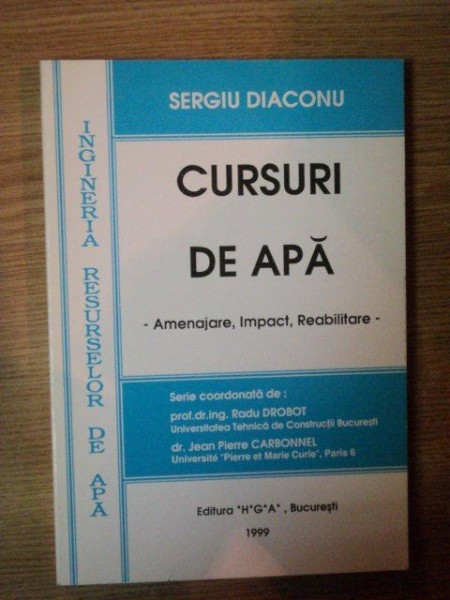 SERGIU DIACONU
INGINERIA RESURSELOR DE APĂ
CURSURI
DE APĂ
- Amenajare, Impact, Reabilitare -
Serie coordonată de :
prof.dr.ing. Radu DROBOT
Universitatea Tehnică de Construcții București
dr. Jean Pierre CARBONNEL
Université "Pierre et Marie Curie", Paris 6
Editura "H*G*A" , București
1999